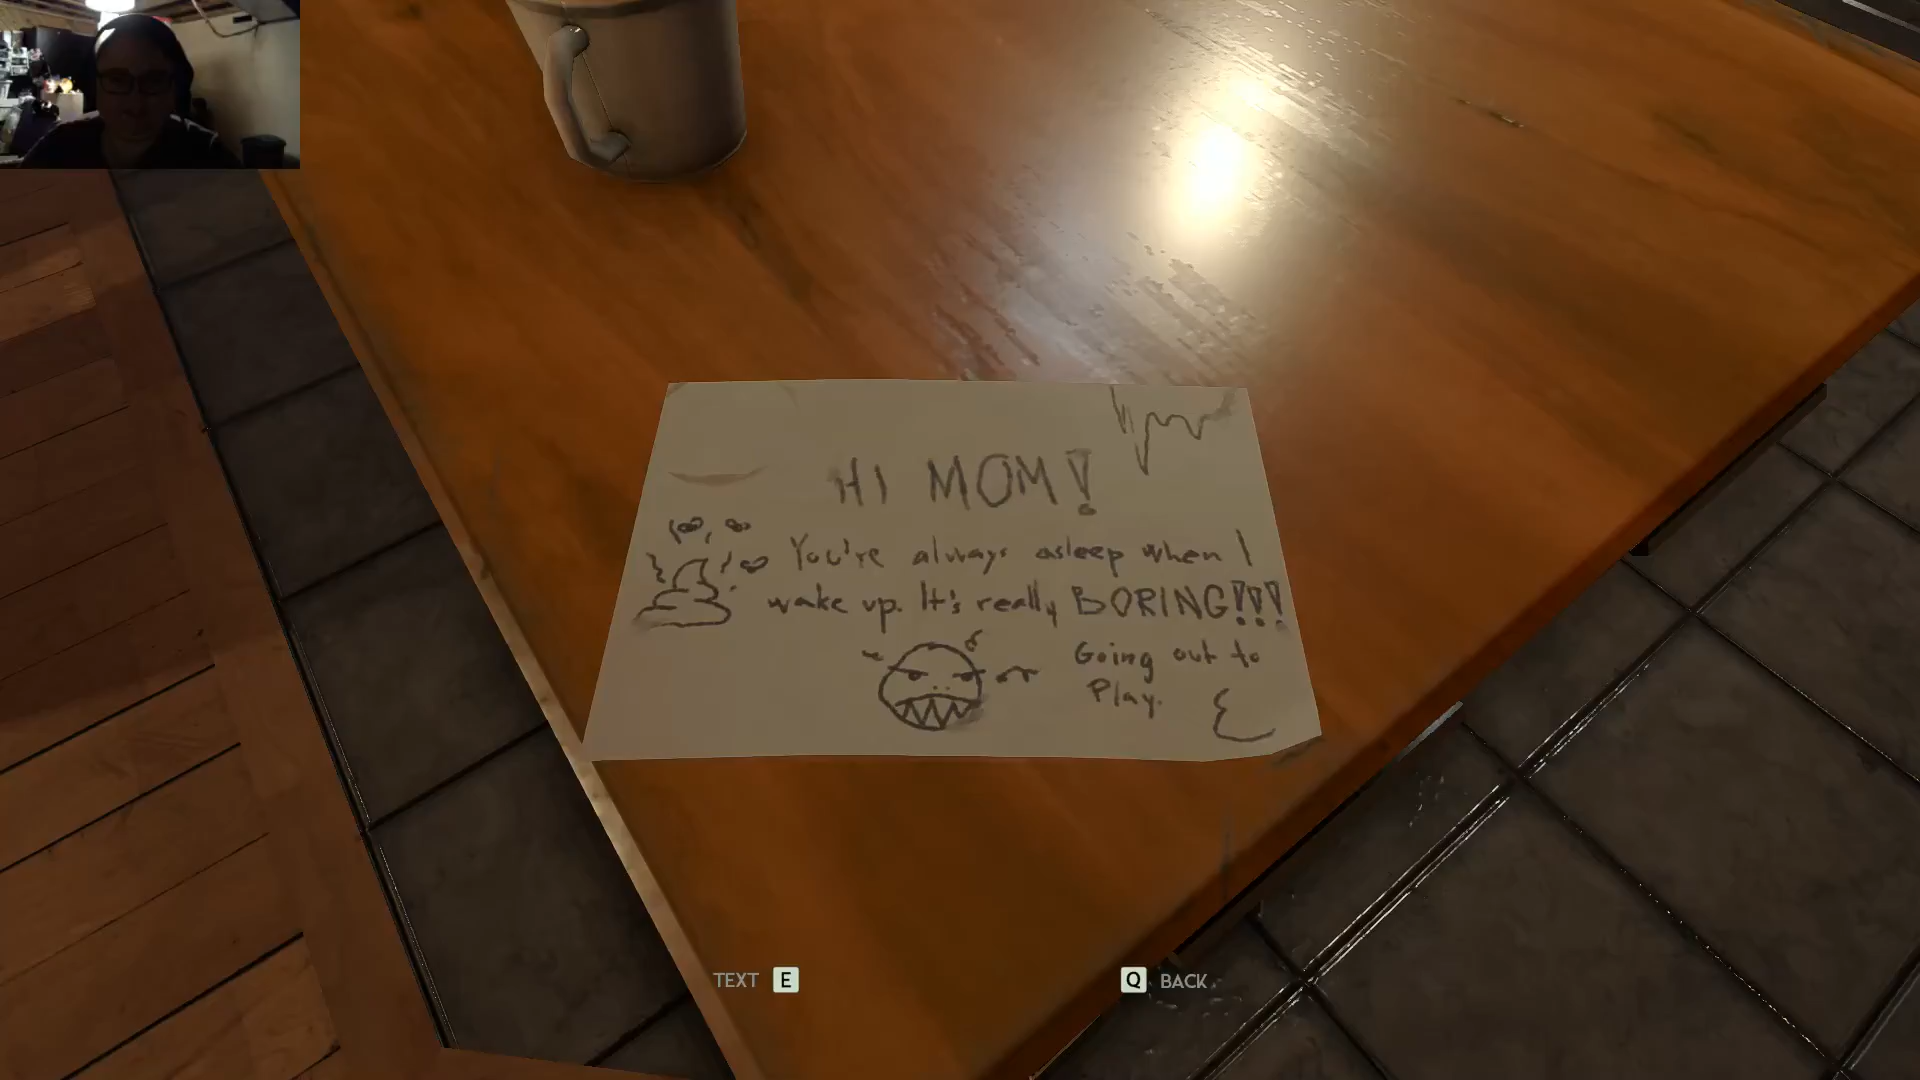 HI MOM!
You're always asleep when I
wake up. It's really BORING!!!
Going out to
Play.
TEXT E
Q BACK